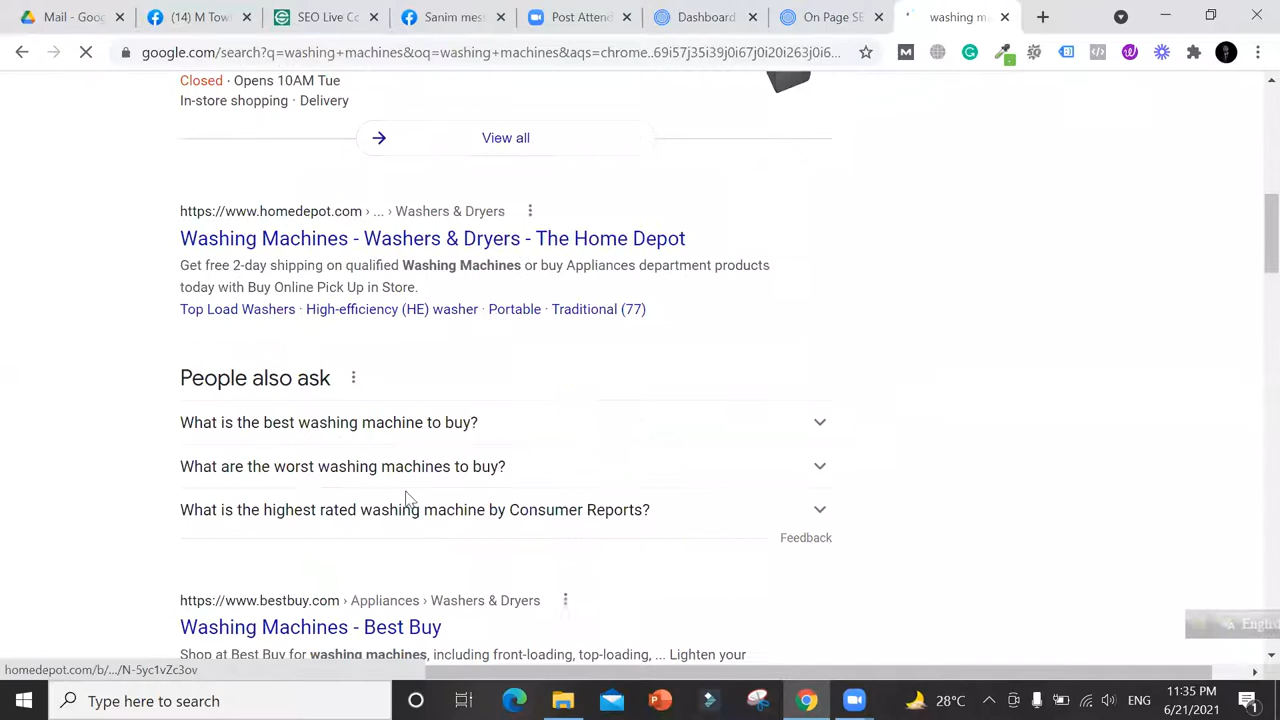 Mail - Goog
(14) M Tow
SEO Live Co
Sanim mess
Post Attend
Dashboard
On Page SE
washing m
google.com/search?q=washing+machines&oq=washing+machines&aqs=chrome..69i57j35i39j0i67j0i20i263j0i6...
Closed · Opens 10AM Tue
In-store shopping · Delivery
View all
https://www.homedepot.com › ... › Washers & Dryers
Washing Machines - Washers & Dryers - The Home Depot
Get free 2-day shipping on qualified Washing Machines or buy Appliances department products
today with Buy Online Pick Up in Store.
Top Load Washers · High-efficiency (HE) washer · Portable · Traditional (77)
People also ask
What is the best washing machine to buy?
What are the worst washing machines to buy?
What is the highest rated washing machine by Consumer Reports?
Feedback
https://www.bestbuy.com › Appliances › Washers & Dryers
Washing Machines - Best Buy
Shop at Best Buy for washing machines, including front-loading, top-loading, ... Lighten your
A Englis
homedepot.com/b/.../N-5yc1vZc3ov
Type here to search
28°C
ENG
11:35 PM
6/21/2021
1